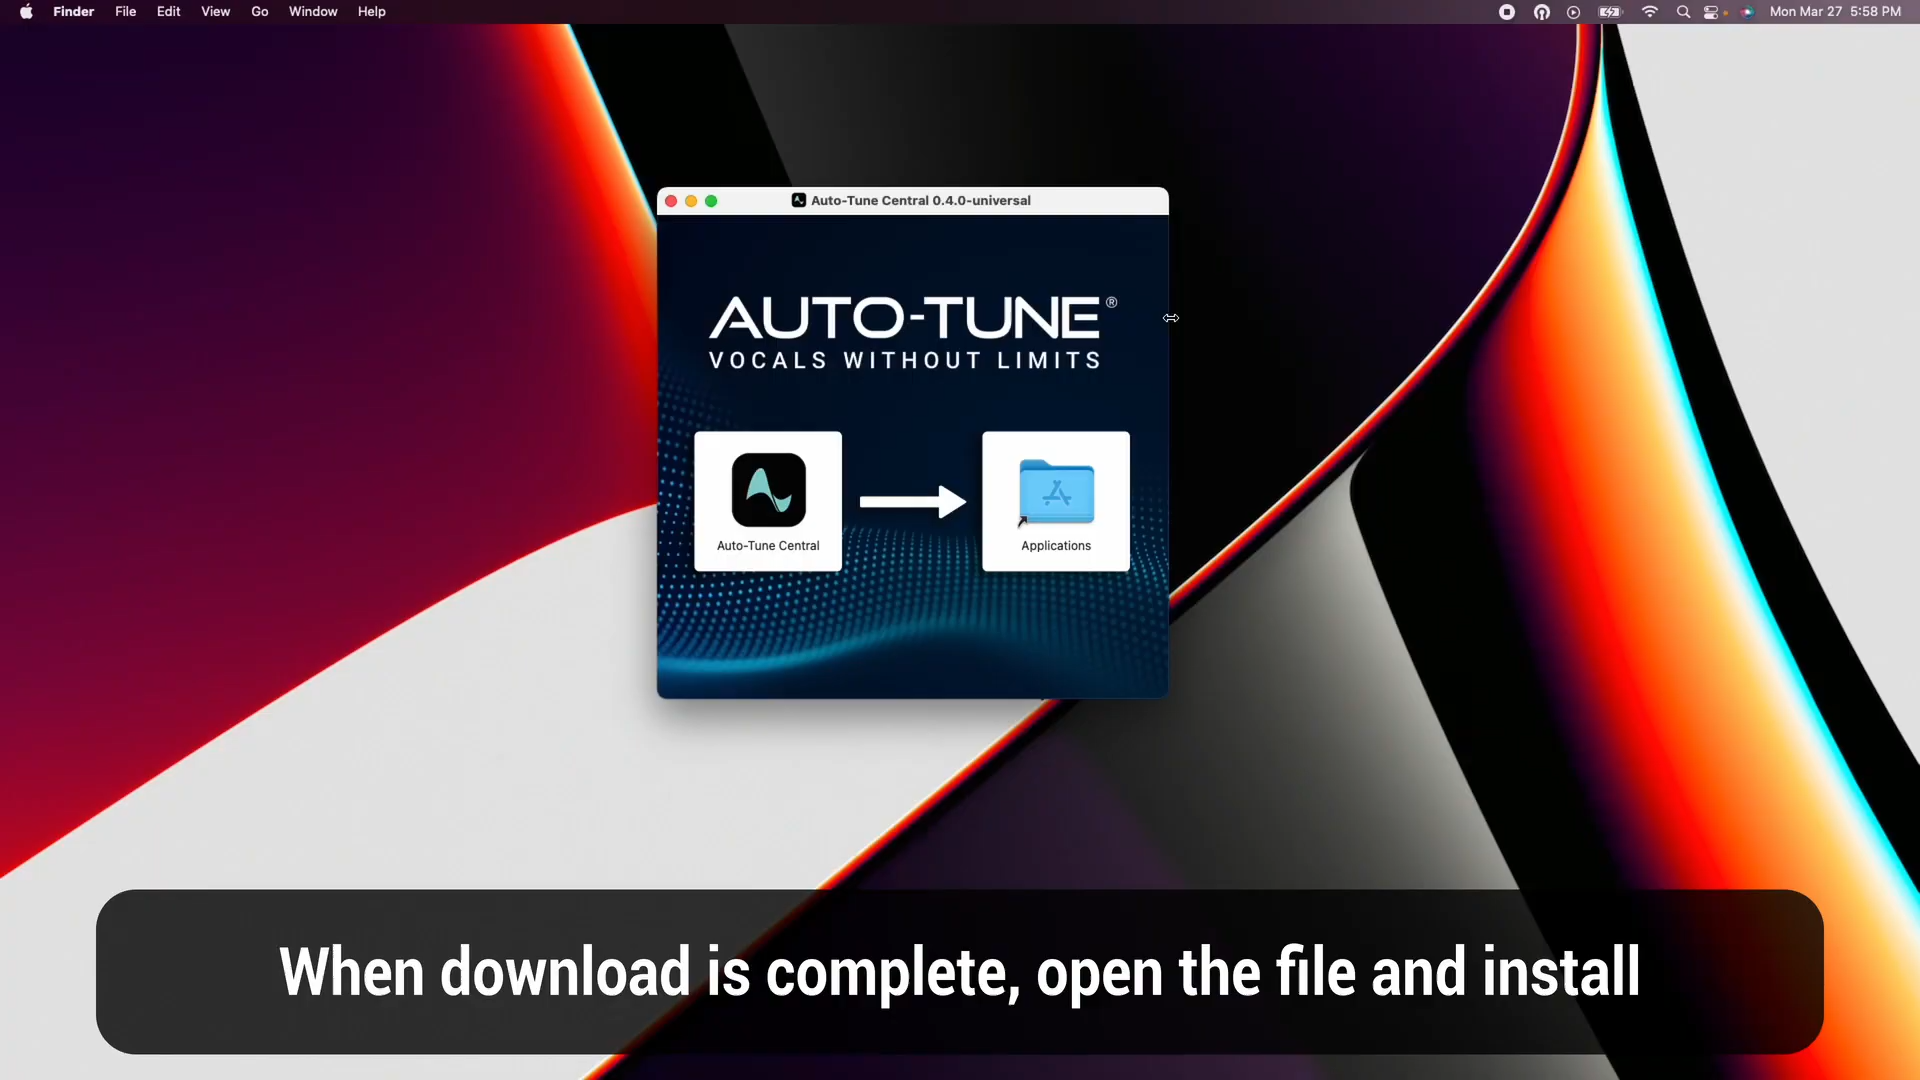 Finder File Edit View Go Window Help
Mon Mar 27 5:58 PM
Auto-Tune Central 0.4.0-universal
AUTO-TUNE®
VOCALS WITHOUT LIMITS
Auto-Tune Central
Applications
When download is complete, open the file and install